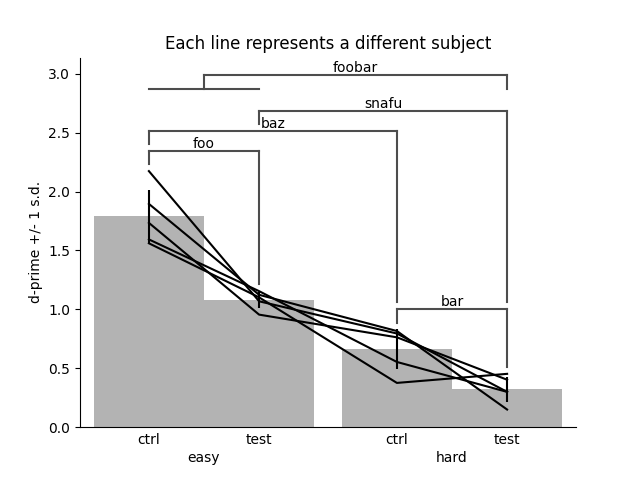 Each line represents a different subject
foobar
snafu
baz
foo
bar
d-prime +/- 1 s.d.
3.0
2.5
2.0
1.5
1.0
0.5
0.0
ctrl test ctrl test
easy hard